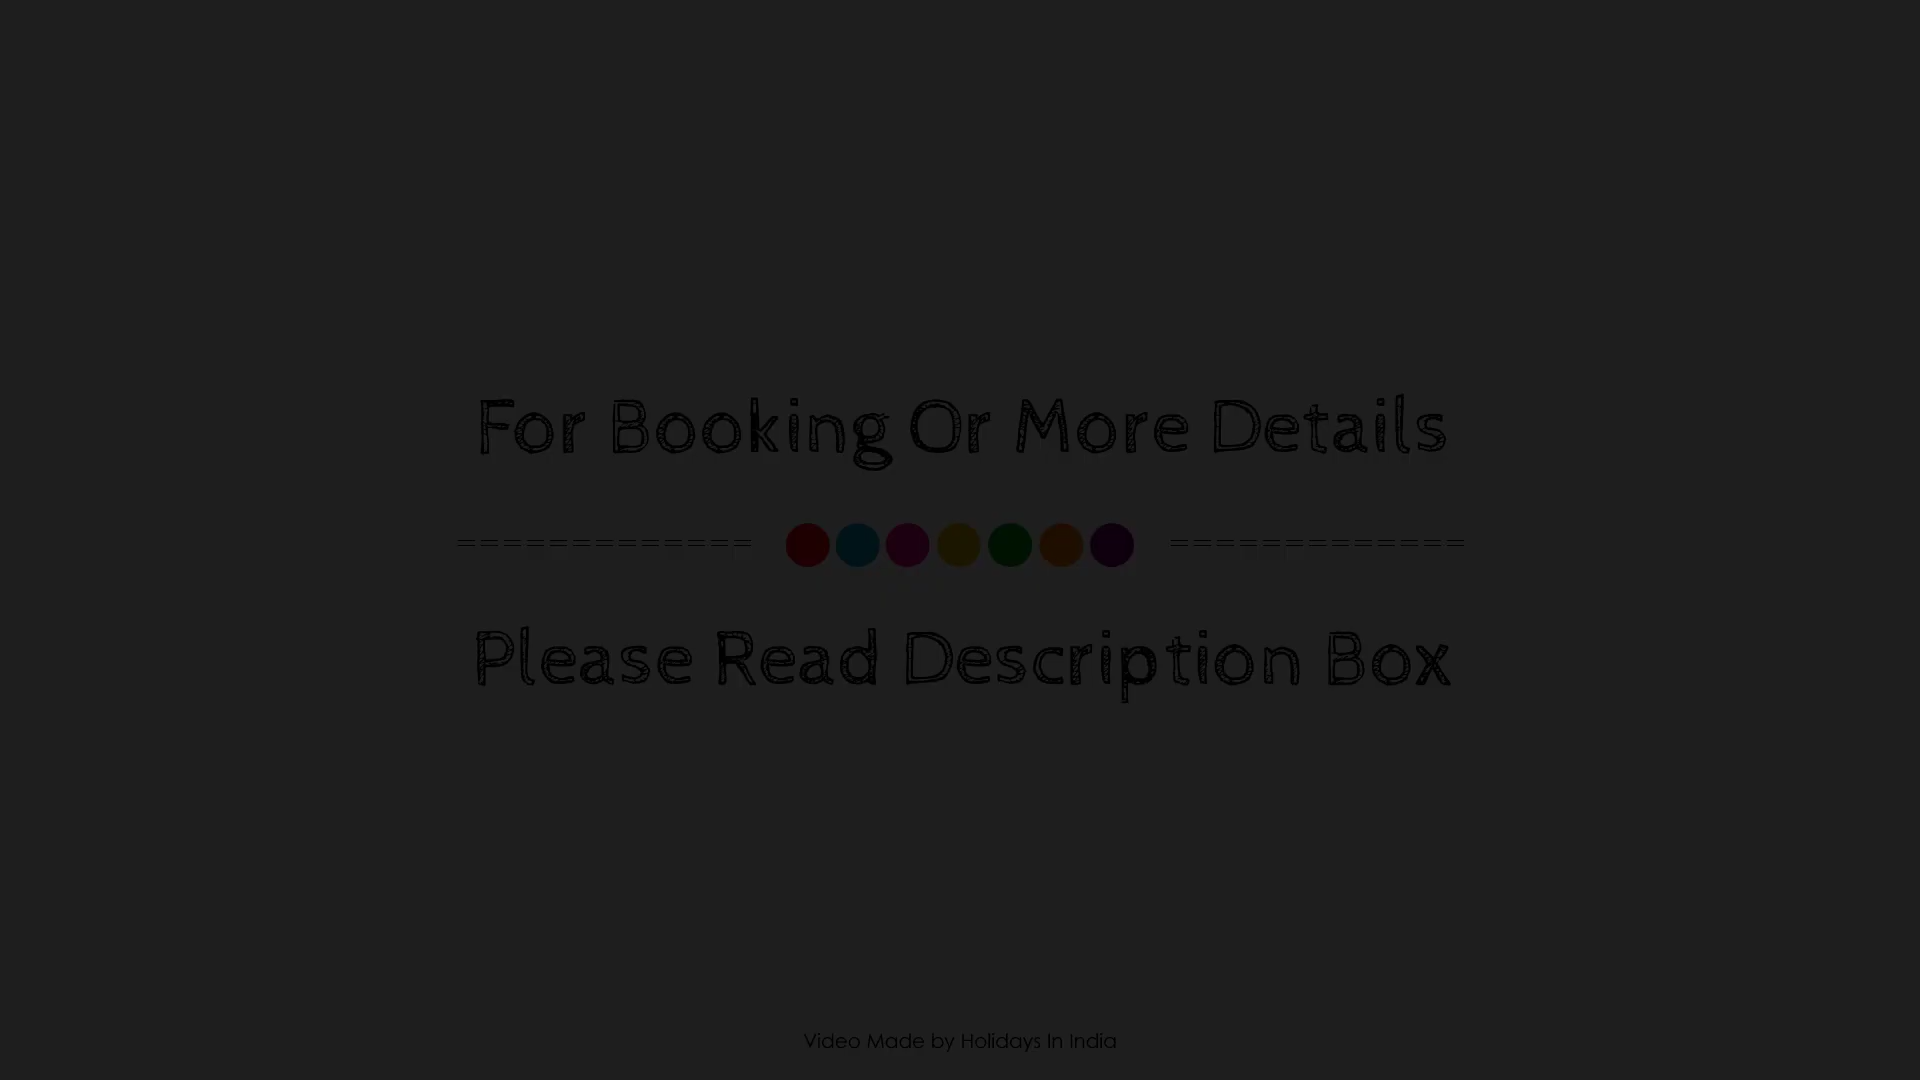 For Booking Or More Details
============= =============
Please Read Description Box
Video Made by Holidays In India